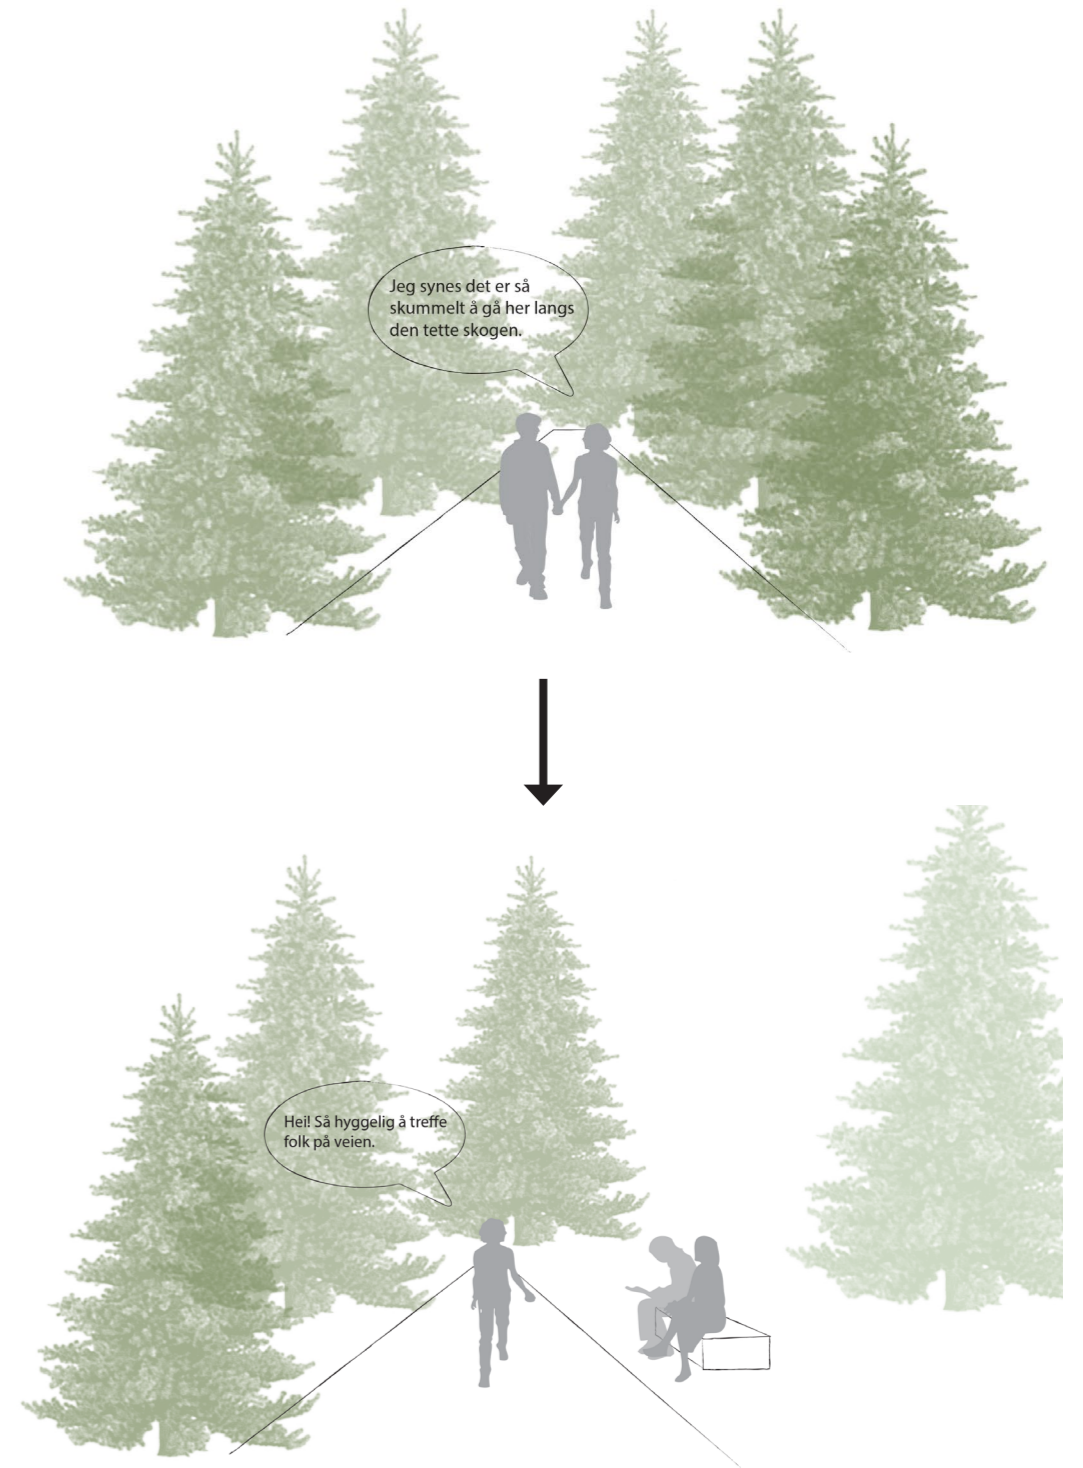 Jeg synes det er så
skummelt å gå her langs
den tette skogen.
Hei! Så hyggelig å treffe
folk på veien.